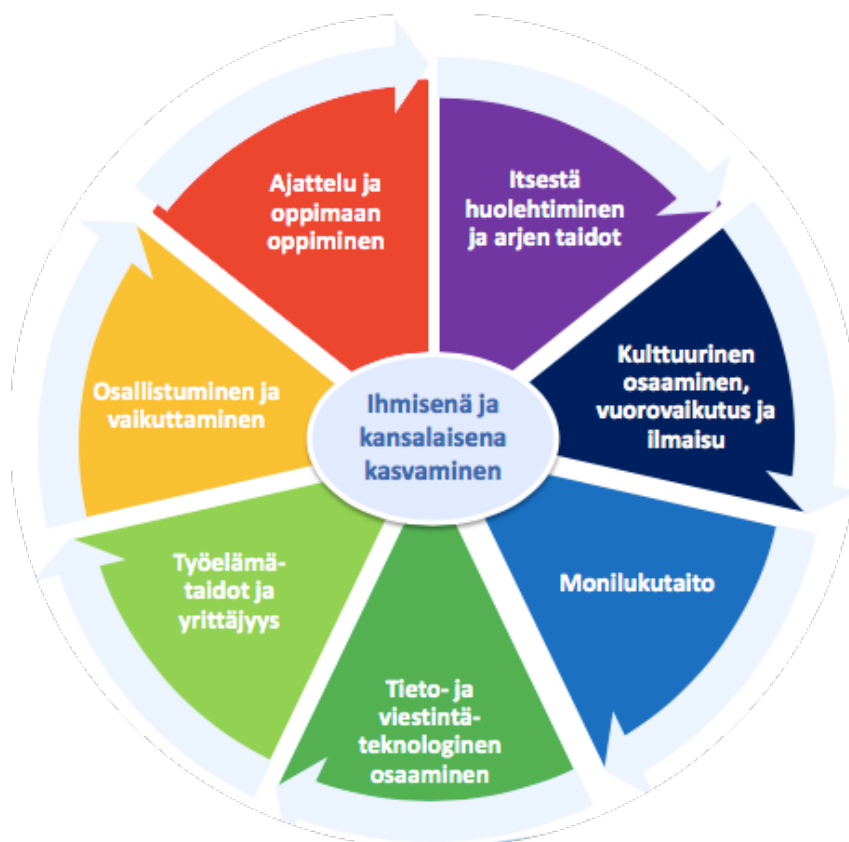 Ajattelu ja
oppimaan
oppiminen
Itsestä
huolehtiminen
ja arjen taidot
Kulttuurinen
osaaminen,
vuorovaikutus ja
ilmaisu
Monilukutaito
Tieto- ja
viestintä-
teknologinen
osaaminen
Työelämä-
taidot ja
yrittäjyys
Osallistuminen ja
vaikuttaminen
Ihmisenä ja
kansalaisena
kasvaminen